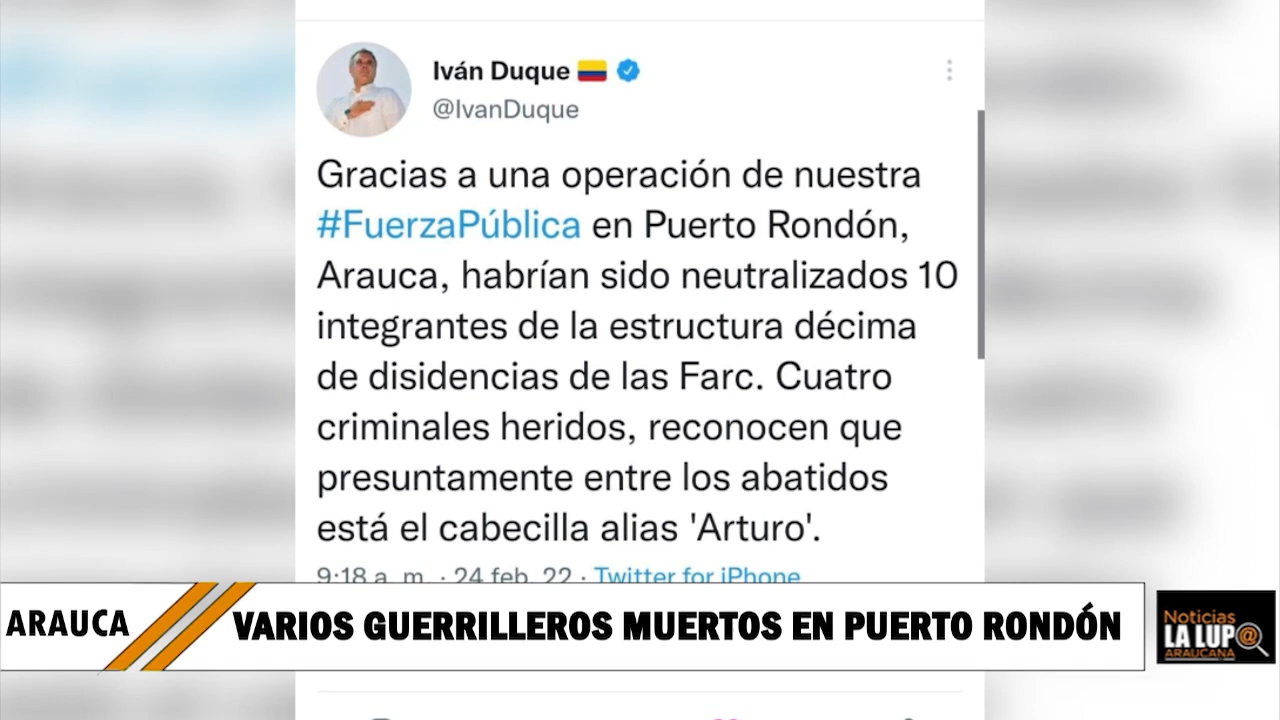 Iván Duque
@IvanDuque
Gracias a una operación de nuestra
#FuerzaPública en Puerto Rondón,
Arauca, habrían sido neutralizados 10
integrantes de la estructura décima
de disidencias de las Farc. Cuatro
criminales heridos, reconocen que
presuntamente entre los abatidos
está el cabecilla alias 'Arturo'.
9:18 a. m. · 24 feb. 22 · Twitter for iPhone
ARAUCA
VARIOS GUERRILLEROS MUERTOS EN PUERTO RONDÓN
Noticias
LA LUP@
ARAUCANA